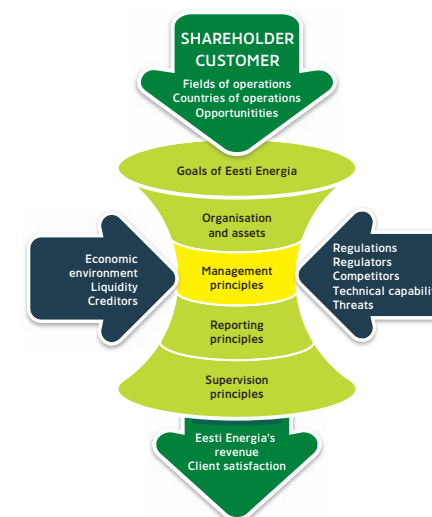 SHAREHOLDER
CUSTOMER
Fields of operations
Countries of operations
Opportunitities
Goals of Eesti Energia
Organisation
and assets
Economic
environment
Liquidity
Creditors
Management
principles
Regulations
Regulators
Competitors
Technical capabilit
Threats
Reporting
principles
Supervision
principles
Eesti Energia's
revenue
Client satisfaction